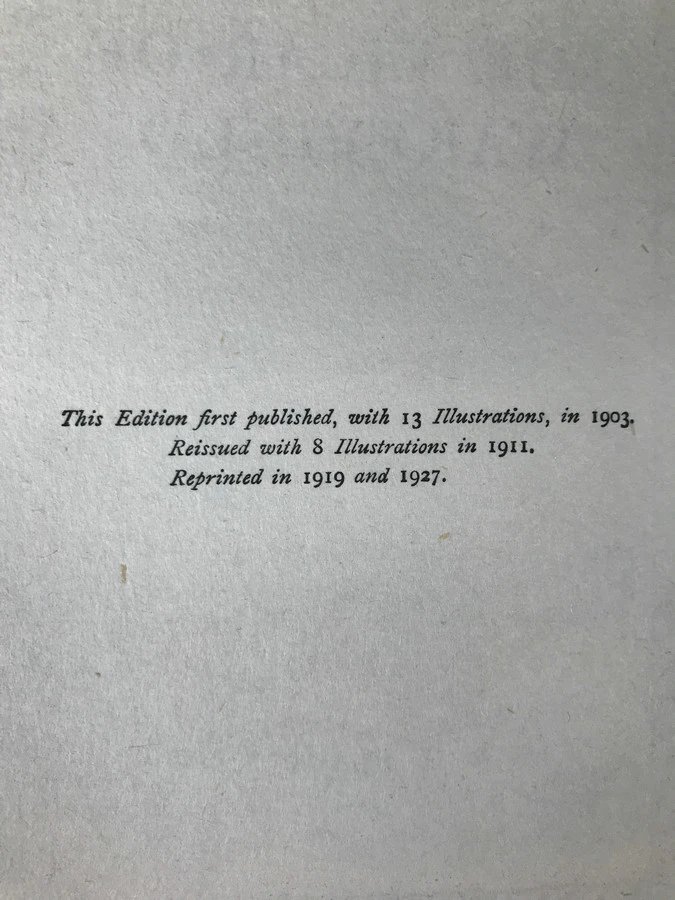 This Edition first published, with 13 Illustrations, in 1903.
Reissued with 8 Illustrations in 1911.
Reprinted in 1919 and 1927.